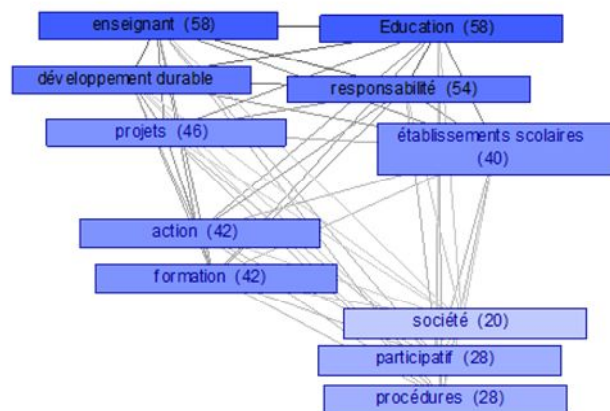 enseignant (58)
Education (58)
développement durable
responsabilité (54)
projets (46)
établissements scolaires
(40)
action (42)
formation (42)
société (20)
participatif (28)
procédures (28)